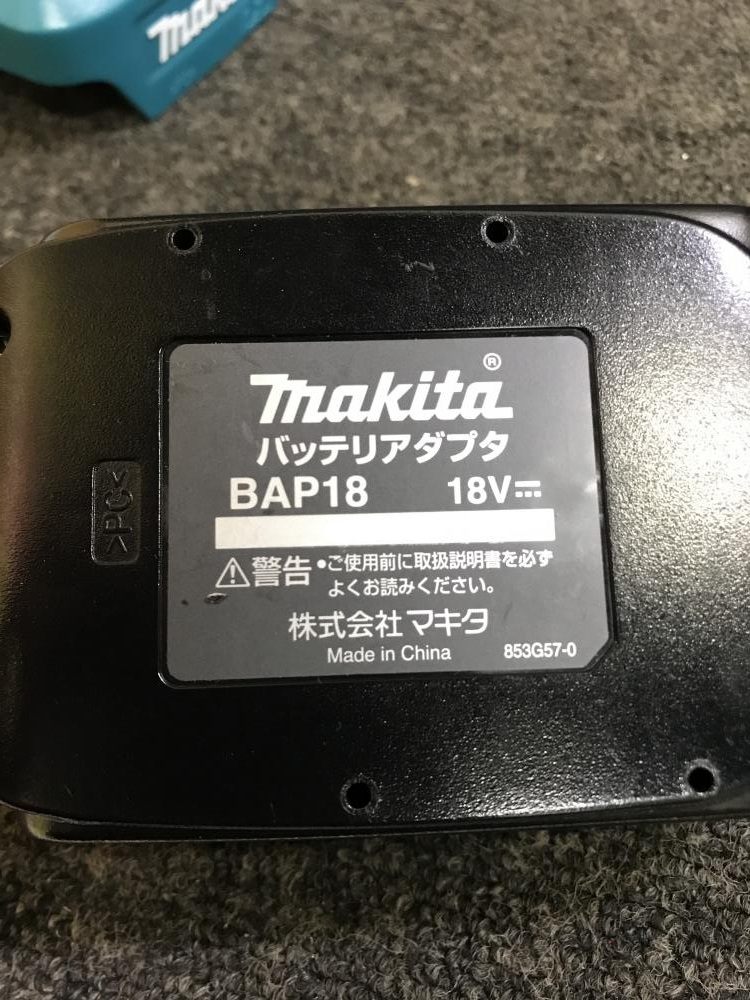 makita
makita®
バッテリアダプタ
BAP18 18V⎓
>PC<
⚠警告 •ご使用前に取扱説明書を必ず
よくお読みください。
株式会社マキタ
Made in China 853G57-0